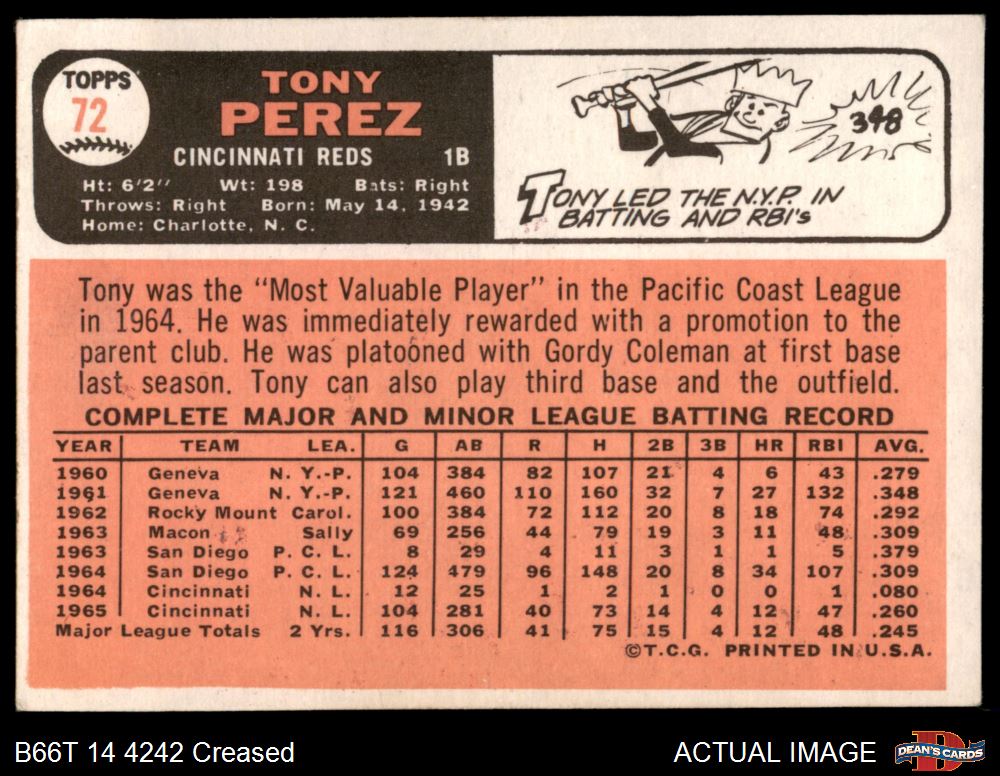 TOPPS
72
TONY
PEREZ
CINCINNATI REDS 1B
Ht: 6'2" Wt: 198 Bats: Right
Throws: Right Born: May 14, 1942
Home: Charlotte, N. C.
348
TONY LED THE N.Y.P. IN
BATTING AND RBI's
Tony was the "Most Valuable Player" in the Pacific Coast League
in 1964. He was immediately rewarded with a promotion to the
parent club. He was platooned with Gordy Coleman at first base
last season. Tony can also play third base and the outfield.
COMPLETE MAJOR AND MINOR LEAGUE BATTING RECORD
YEAR TEAM LEA. G AB R H 2B 3B HR RBI AVG.
1960 Geneva N. Y.-P. 104 384 82 107 21 4 6 43 .279
1961 Geneva N. Y.-P. 121 460 110 160 32 7 27 132 .348
1962 Rocky Mount Carol. 100 384 72 112 20 8 18 74 .292
1963 Macon Sally 69 256 44 79 19 3 11 48 .309
1963 San Diego P. C. L. 8 29 4 11 3 1 1 5 .379
1964 San Diego P. C. L. 124 479 96 148 20 8 34 107 .309
1964 Cincinnati N. L. 12 25 1 2 1 0 0 1 .080
1965 Cincinnati N. L. 104 281 40 73 14 4 12 47 .260
Major League Totals 2 Yrs. 116 306 41 75 15 4 12 48 .245
©T.C.G. PRINTED IN U.S.A.
B66T 14 4242 Creased
ACTUAL IMAGE
DEAN'S CARDS